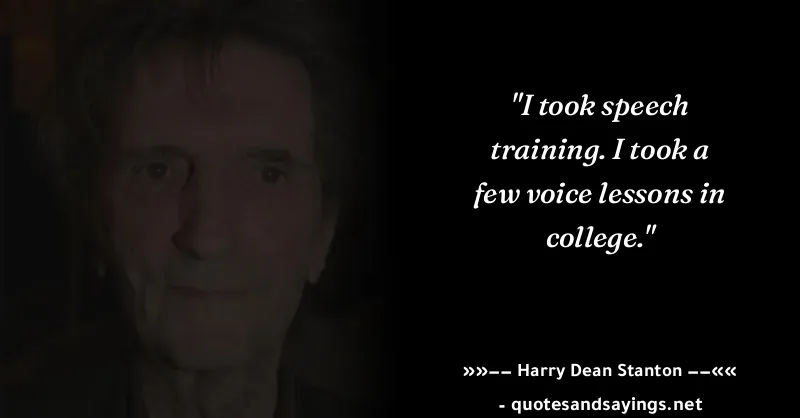 "I took speech
training. I took a
few voice lessons in
college."
»»–– Harry Dean Stanton ––««
- quotesandsayings.net